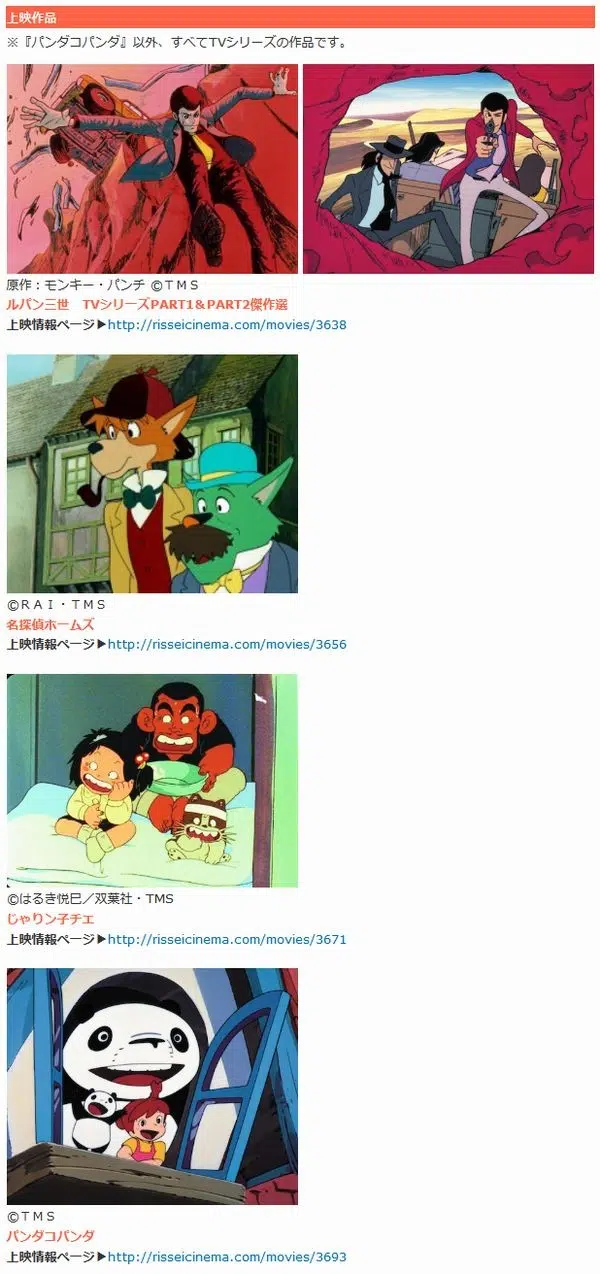 上映作品
※『パンダコパンダ』以外、すべてTVシリーズの作品です。
原作：モンキー・パンチ ©ＴＭＳ
ルパン三世　TVシリーズPART1＆PART2傑作選
上映情報ページ▶http://risseicinema.com/movies/3638
©ＲＡＩ・ＴＭＳ
名探偵ホームズ
上映情報ページ▶http://risseicinema.com/movies/3656
©はるき悦巳／双葉社・TMS
じゃリン子チエ
上映情報ページ▶http://risseicinema.com/movies/3671
©ＴＭＳ
パンダコパンダ
上映情報ページ▶http://risseicinema.com/movies/3693